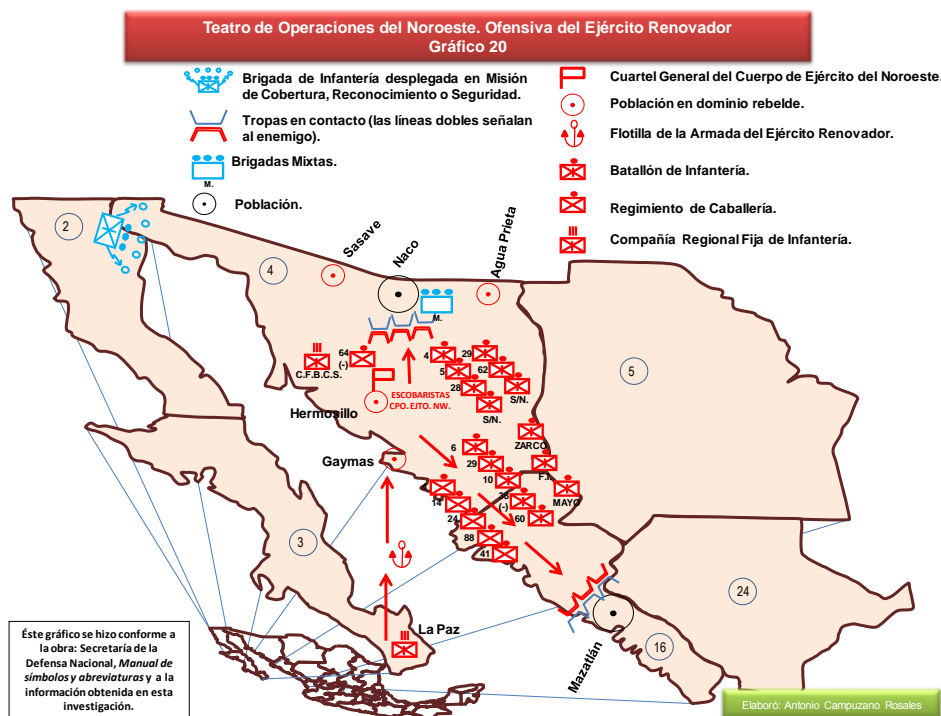 Teatro de Operaciones del Noroeste. Ofensiva del Ejército Renovador
Gráfico 20
Brigada de Infantería desplegada en Misión
de Cobertura, Reconocimiento o Seguridad.
Tropas en contacto (las líneas dobles señalan
al enemigo).
Brigadas Mixtas.
M.
Población.
Cuartel General del Cuerpo de Ejército del Noroeste.
Población en dominio rebelde.
Flotilla de la Armada del Ejército Renovador.
Batallón de Infantería.
Regimiento de Caballería.
Compañía Regional Fija de Infantería.
2
4
Sasave
Naco
Agua Prieta
M.
5
C.F.B.C.S.
64
(-)
4
5
28
S/N.
29
62
S/N.
ESCOBARISTAS
CPO. EJTO. NW.
Hermosillo
Gaymas
6
29
10
(-)
60
ZARCO
MAYO
14
24
88
41
3
24
16
La Paz
Mazatlán
Éste gráfico se hizo conforme a
la obra: Secretaría de la
Defensa Nacional, Manual de
símbolos y abreviaturas y a la
información obtenida en esta
investigación.
Elaboró: Antonio Campuzano Rosales